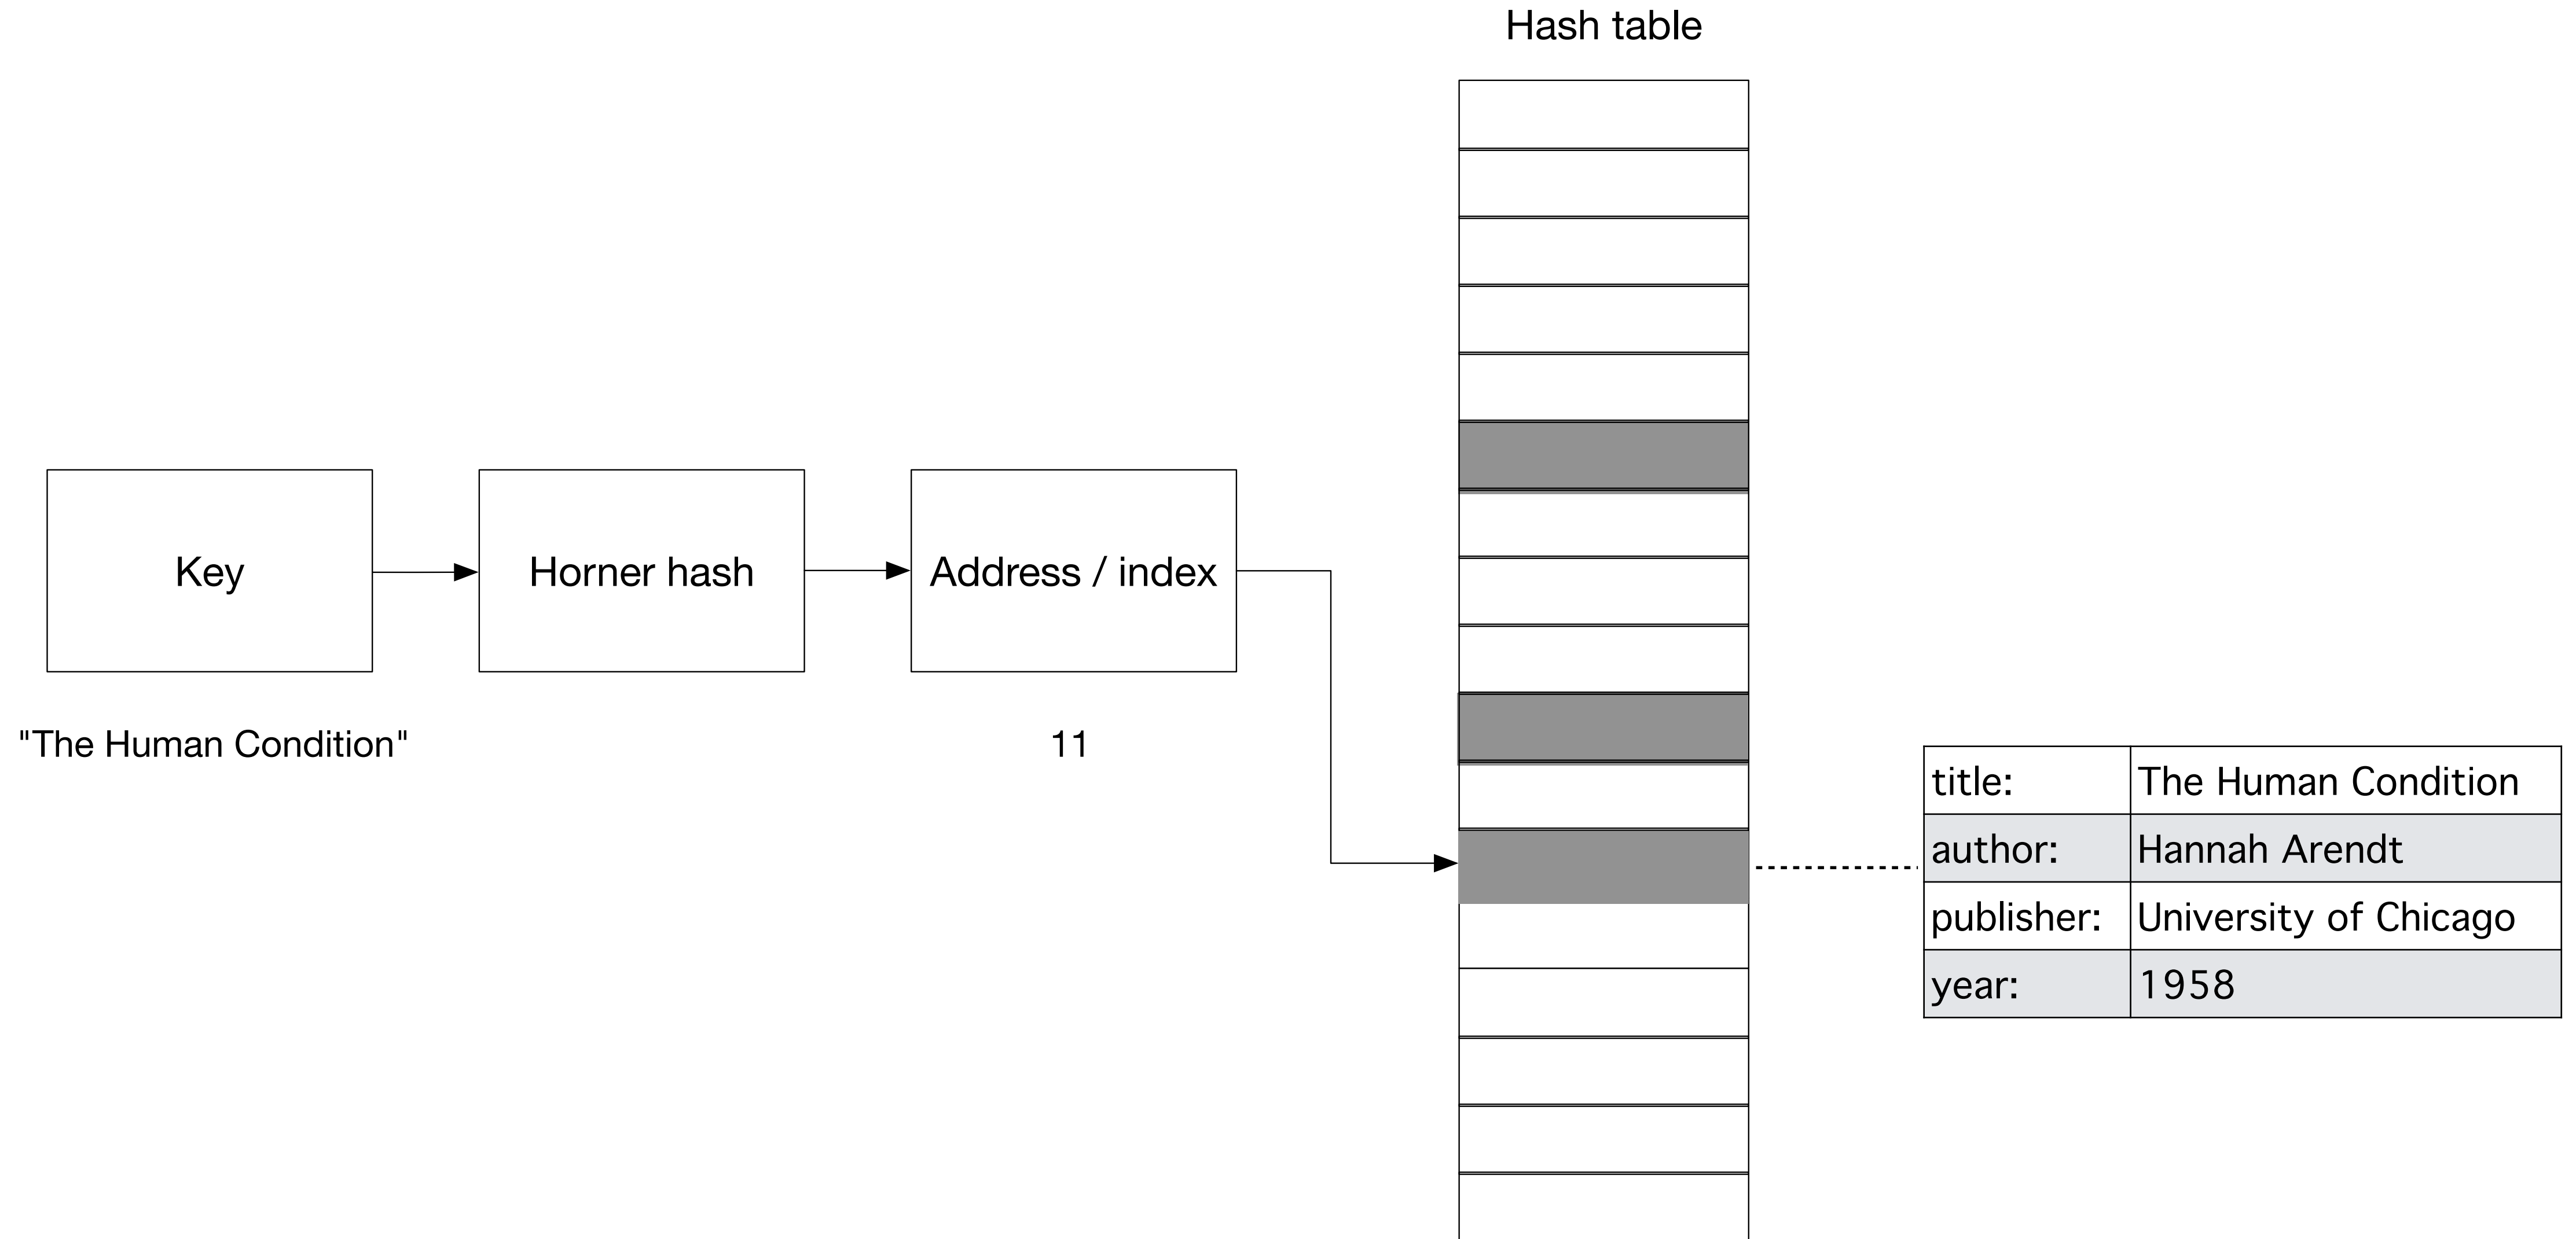 Hash table
Key
Horner hash
Address / index
"The Human Condition"
11
title: The Human Condition
author: Hannah Arendt
publisher: University of Chicago
year: 1958